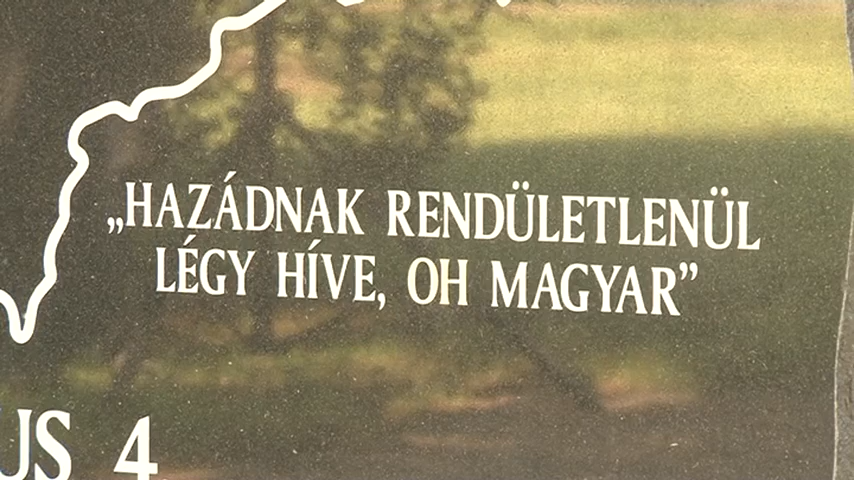 „HAZÁDNAK RENDÜLETLENÜL
LÉGY HÍVE, OH MAGYAR”
US 4